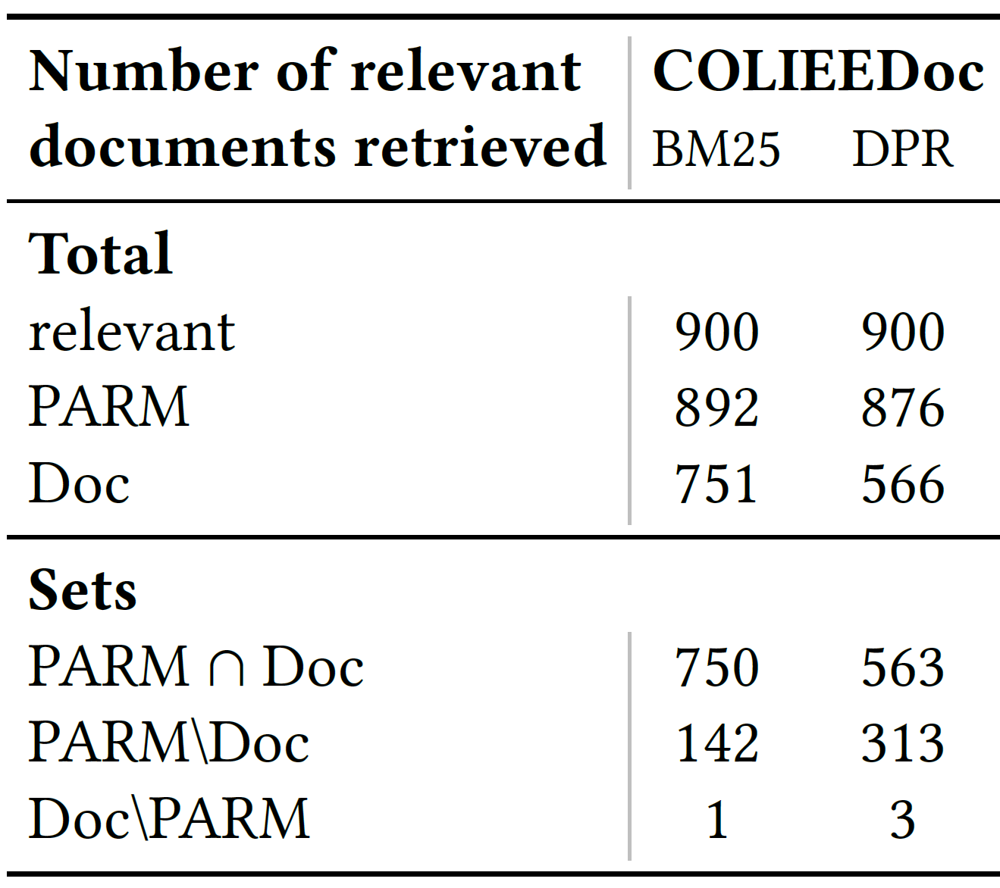 Number of relevant COLIEEDoc
documents retrieved BM25 DPR
Total
relevant 900 900
PARM 892 876
Doc 751 566
Sets
PARM ∩ Doc 750 563
PARM\Doc 142 313
Doc\PARM 1 3